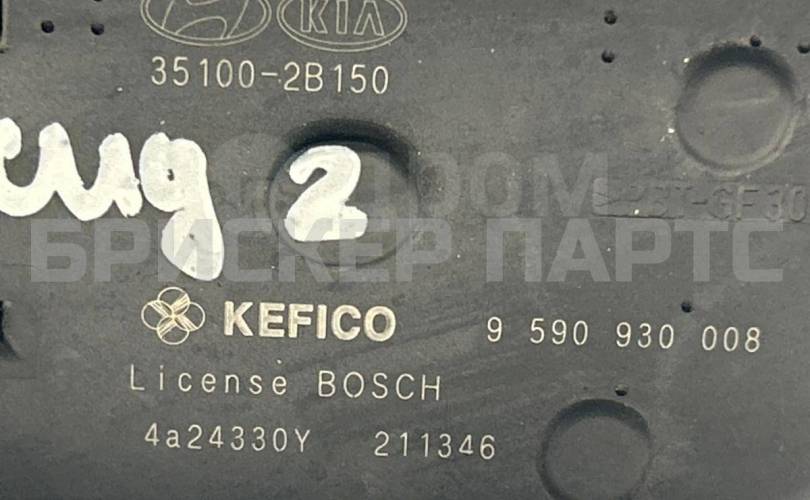 KIA
35100-2B150
2
БРИСКЕР ПАРТС
KEFICO 9 590 930 008
License BOSCH
4a24330Y 211346